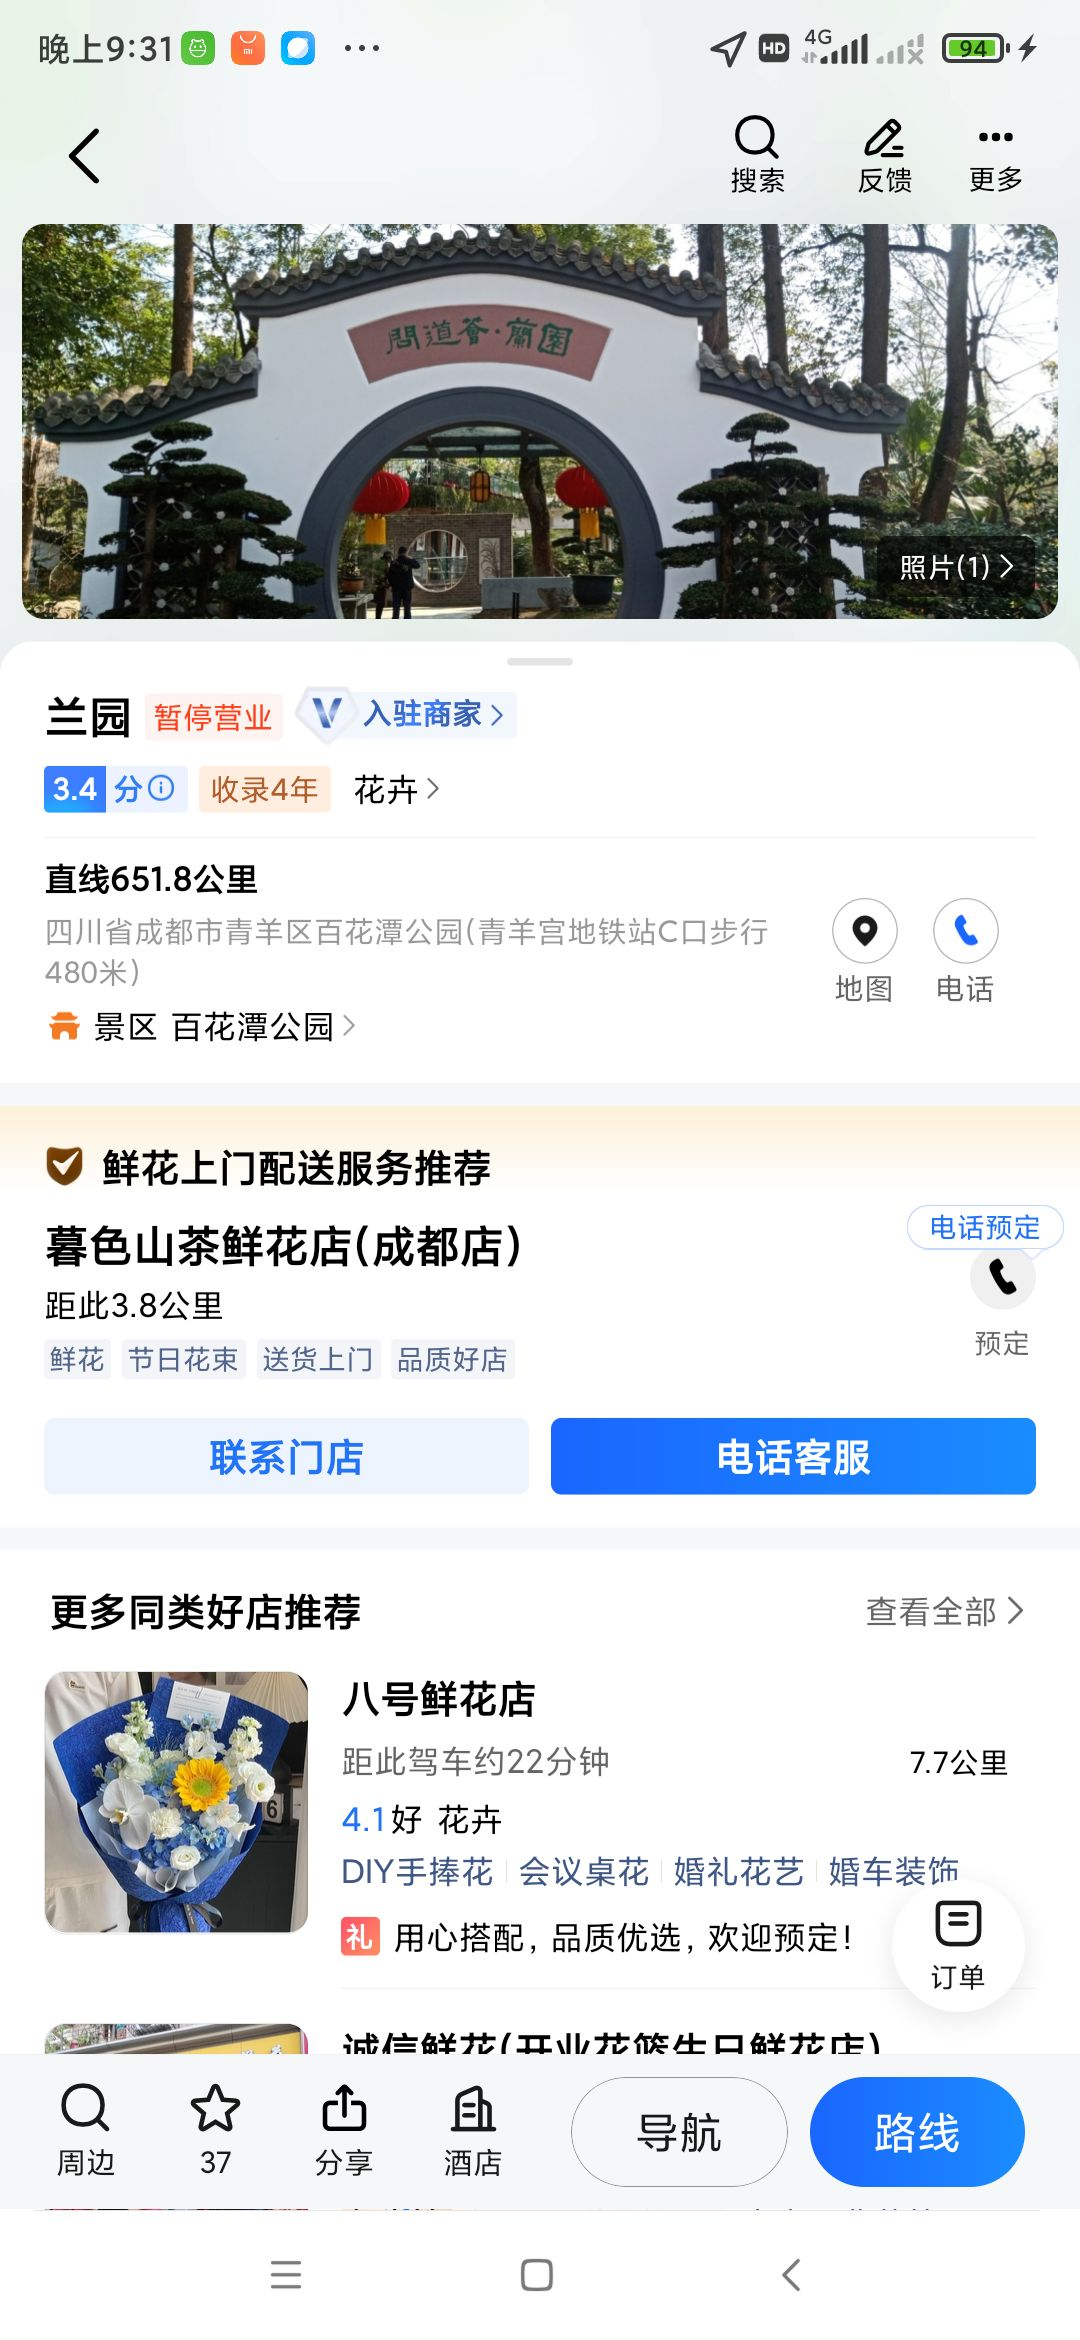 晚上9:31
HD 4G 94
搜索 反馈 更多
問道薈·蘭園
照片(1)
兰园 暂停营业 V 入驻商家
3.4 分 收录4年 花卉
直线651.8公里
四川省成都市青羊区百花潭公园(青羊宫地铁站C口步行
480米)
地图 电话
景区 百花潭公园
鲜花上门配送服务推荐
暮色山茶鲜花店(成都店)
电话预定
距此3.8公里
预定
鲜花 节日花束 送货上门 品质好店
联系门店 电话客服
更多同类好店推荐 查看全部
八号鲜花店
距此驾车约22分钟 7.7公里
4.1好 花卉
DIY手捧花 会议桌花 婚礼花艺 婚车装饰
礼 用心搭配，品质优选，欢迎预定！
订单
诚信鲜花(开业花篮生日鲜花店)
周边 37 分享 酒店 导航 路线